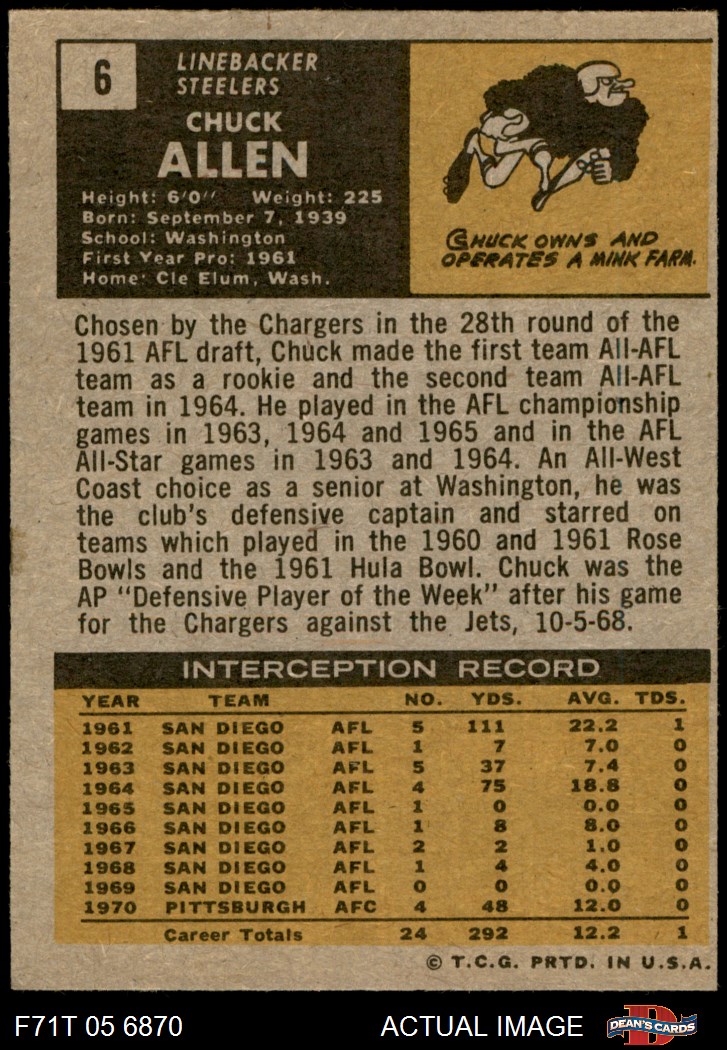 6
LINEBACKER
STEELERS
CHUCK
ALLEN
Height: 6'0" Weight: 225
Born: September 7, 1939
School: Washington
First Year Pro: 1961
Home: Cle Elum, Wash.
CHUCK OWNS AND
OPERATES A MINK FARM.
Chosen by the Chargers in the 28th round of the
1961 AFL draft, Chuck made the first team All-AFL
team as a rookie and the second team All-AFL
team in 1964. He played in the AFL championship
games in 1963, 1964 and 1965 and in the AFL
All-Star games in 1963 and 1964. An All-West
Coast choice as a senior at Washington, he was
the club's defensive captain and starred on
teams which played in the 1960 and 1961 Rose
Bowls and the 1961 Hula Bowl. Chuck was the
AP "Defensive Player of the Week" after his game
for the Chargers against the Jets, 10-5-68.
INTERCEPTION RECORD
YEAR TEAM NO. YDS. AVG. TDS.
1961 SAN DIEGO AFL 5 111 22.2 1
1962 SAN DIEGO AFL 1 7 7.0 0
1963 SAN DIEGO AFL 5 37 7.4 0
1964 SAN DIEGO AFL 4 75 18.8 0
1965 SAN DIEGO AFL 1 0 0.0 0
1966 SAN DIEGO AFL 1 8 8.0 0
1967 SAN DIEGO AFL 2 2 1.0 0
1968 SAN DIEGO AFL 1 4 4.0 0
1969 SAN DIEGO AFL 0 0 0.0 0
1970 PITTSBURGH AFC 4 48 12.0 0
Career Totals 24 292 12.2 1
© T.C.G. PRTD. IN U.S.A.
F71T 05 6870 ACTUAL IMAGE D DEAN'S CARDS